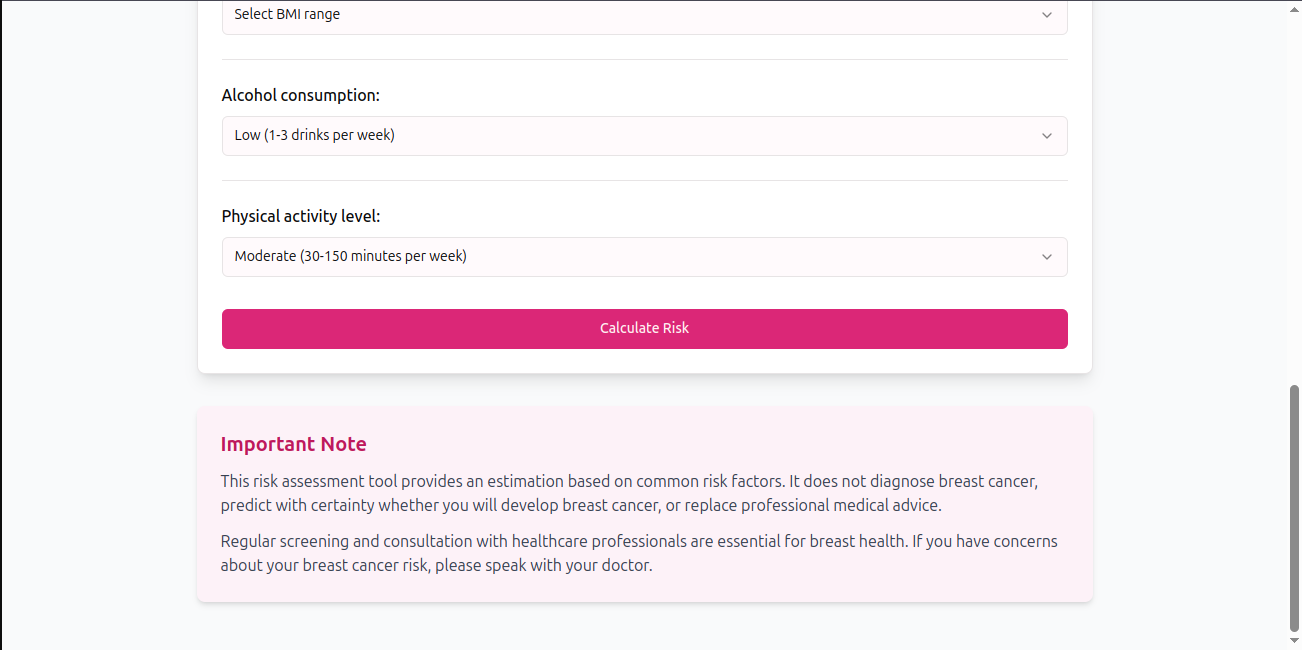 Select BMI range
Alcohol consumption:
Low (1-3 drinks per week)
Physical activity level:
Moderate (30-150 minutes per week)
Calculate Risk
Important Note
This risk assessment tool provides an estimation based on common risk factors. It does not diagnose breast cancer,
predict with certainty whether you will develop breast cancer, or replace professional medical advice.
Regular screening and consultation with healthcare professionals are essential for breast health. If you have concerns
about your breast cancer risk, please speak with your doctor.